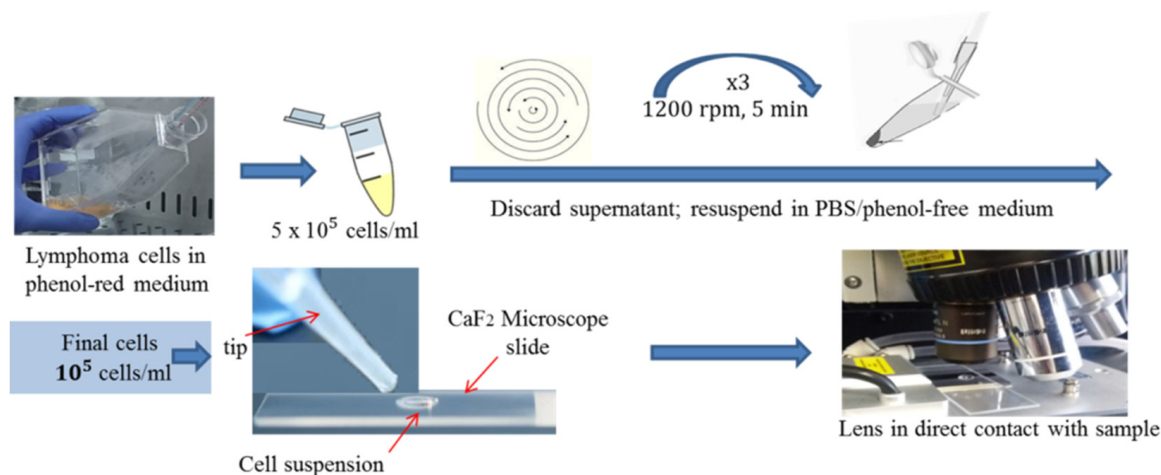 x3
1200 rpm, 5 min
5 x 10⁵ cells/ml
Discard supernatant; resuspend in PBS/phenol-free medium
Lymphoma cells in
phenol-red medium
Final cells
10⁵ cells/ml
tip
CaF₂ Microscope
slide
Cell suspension
Lens in direct contact with sample